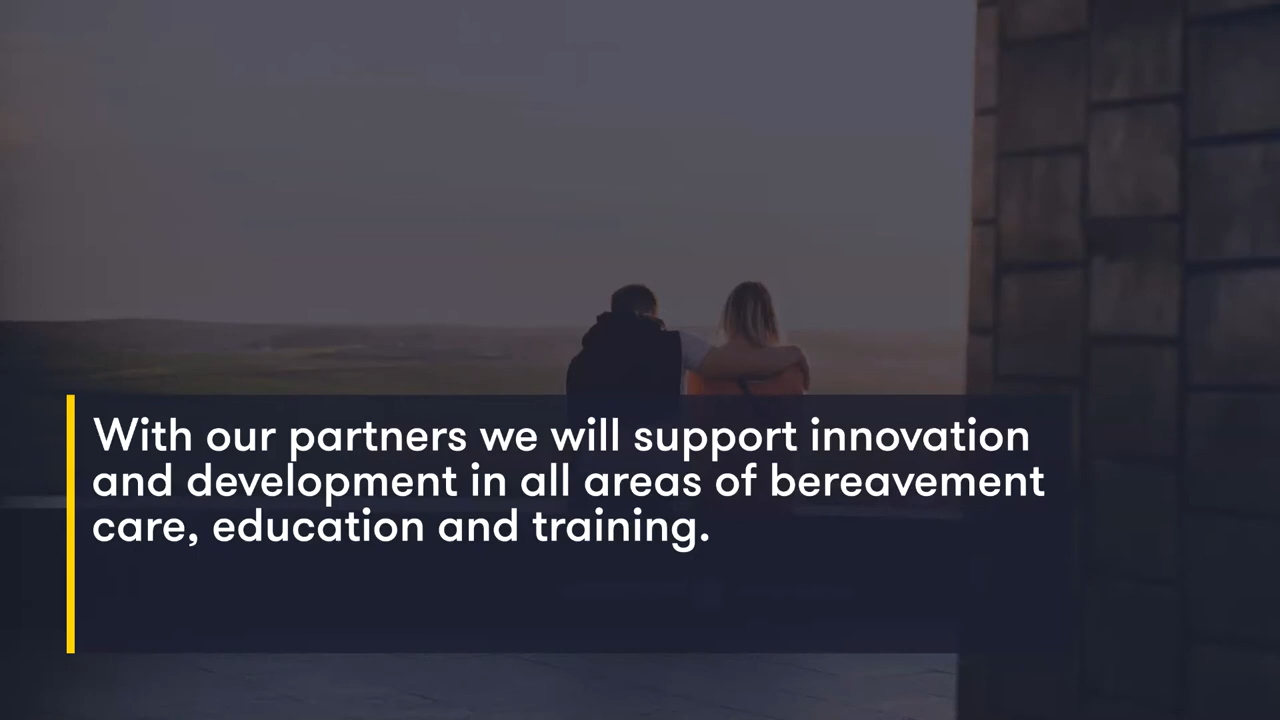 With our partners we will support innovation
and development in all areas of bereavement
care, education and training.